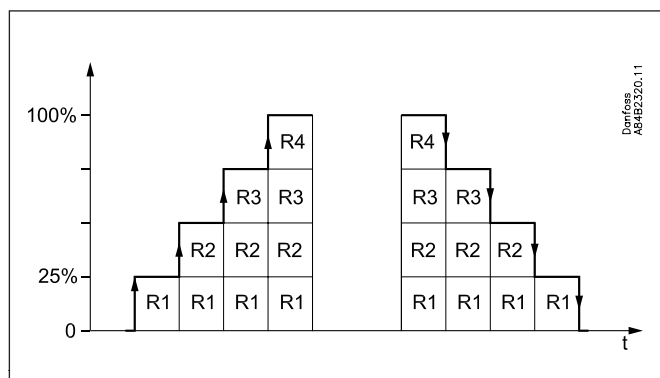 Danfoss
A84B2320.11
100%
R4 R4
R3 R3 R3 R3
R2 R2 R2 R2 R2 R2
25%
R1 R1 R1 R1 R1 R1 R1 R1
0
t